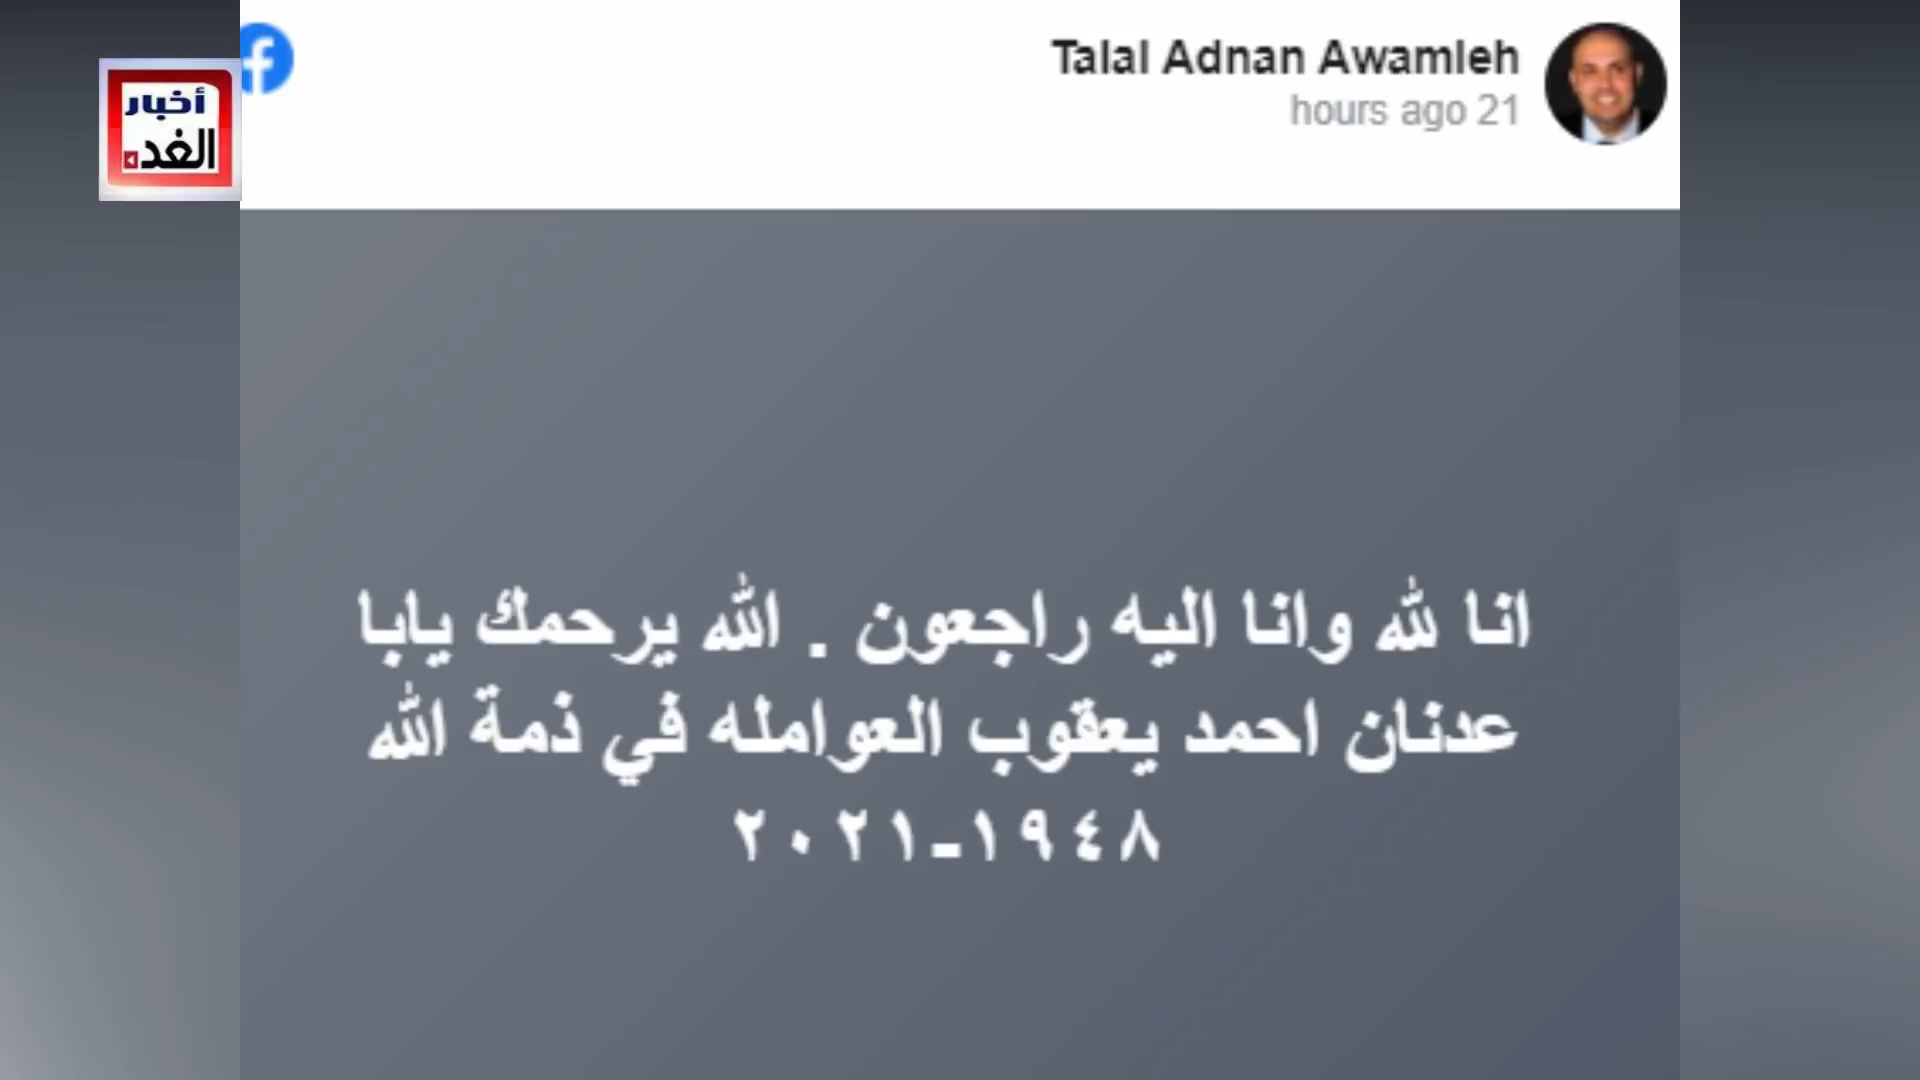 أخبار
الغد
Talal Adnan Awamleh
hours ago 21
انا لله وانا اليه راجعون . الله يرحمك يابا
عدنان احمد يعقوب العوامله في ذمة الله
١٩٤٨-٢٠٢١